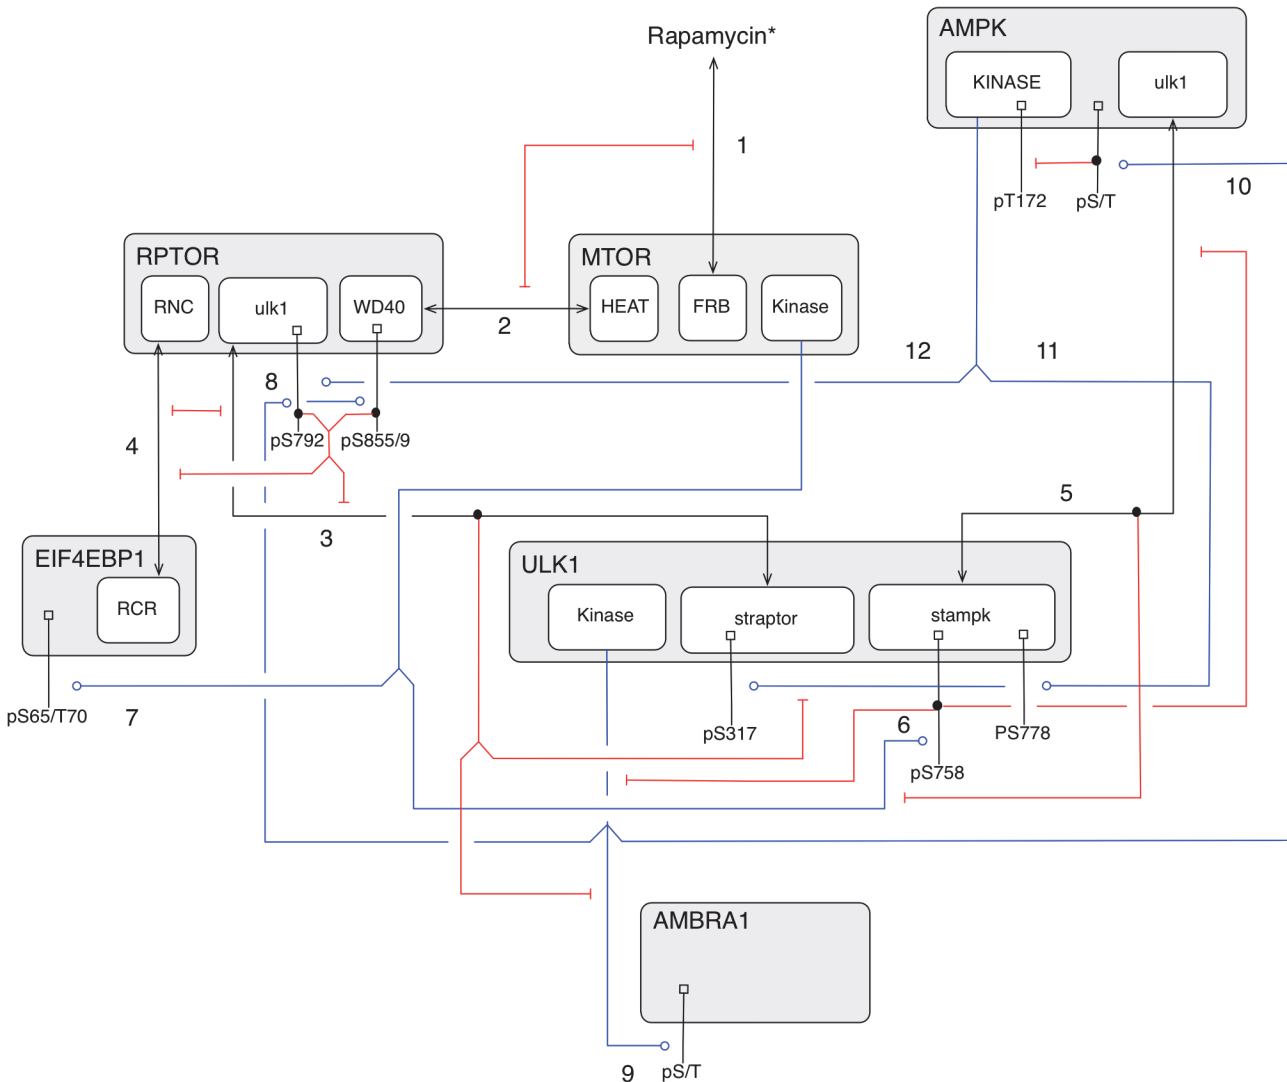 Rapamycin*
AMPK
KINASE
ulk1
1
pT172
pS/T
10
RPTOR
RNC
ulk1
WD40
2
MTOR
HEAT
FRB
Kinase
12
11
8
pS792
pS855/9
4
3
5
EIF4EBP1
RCR
pS65/T70
7
ULK1
Kinase
straptor
stampk
pS317
6
PS778
pS758
AMBRA1
9
pS/T